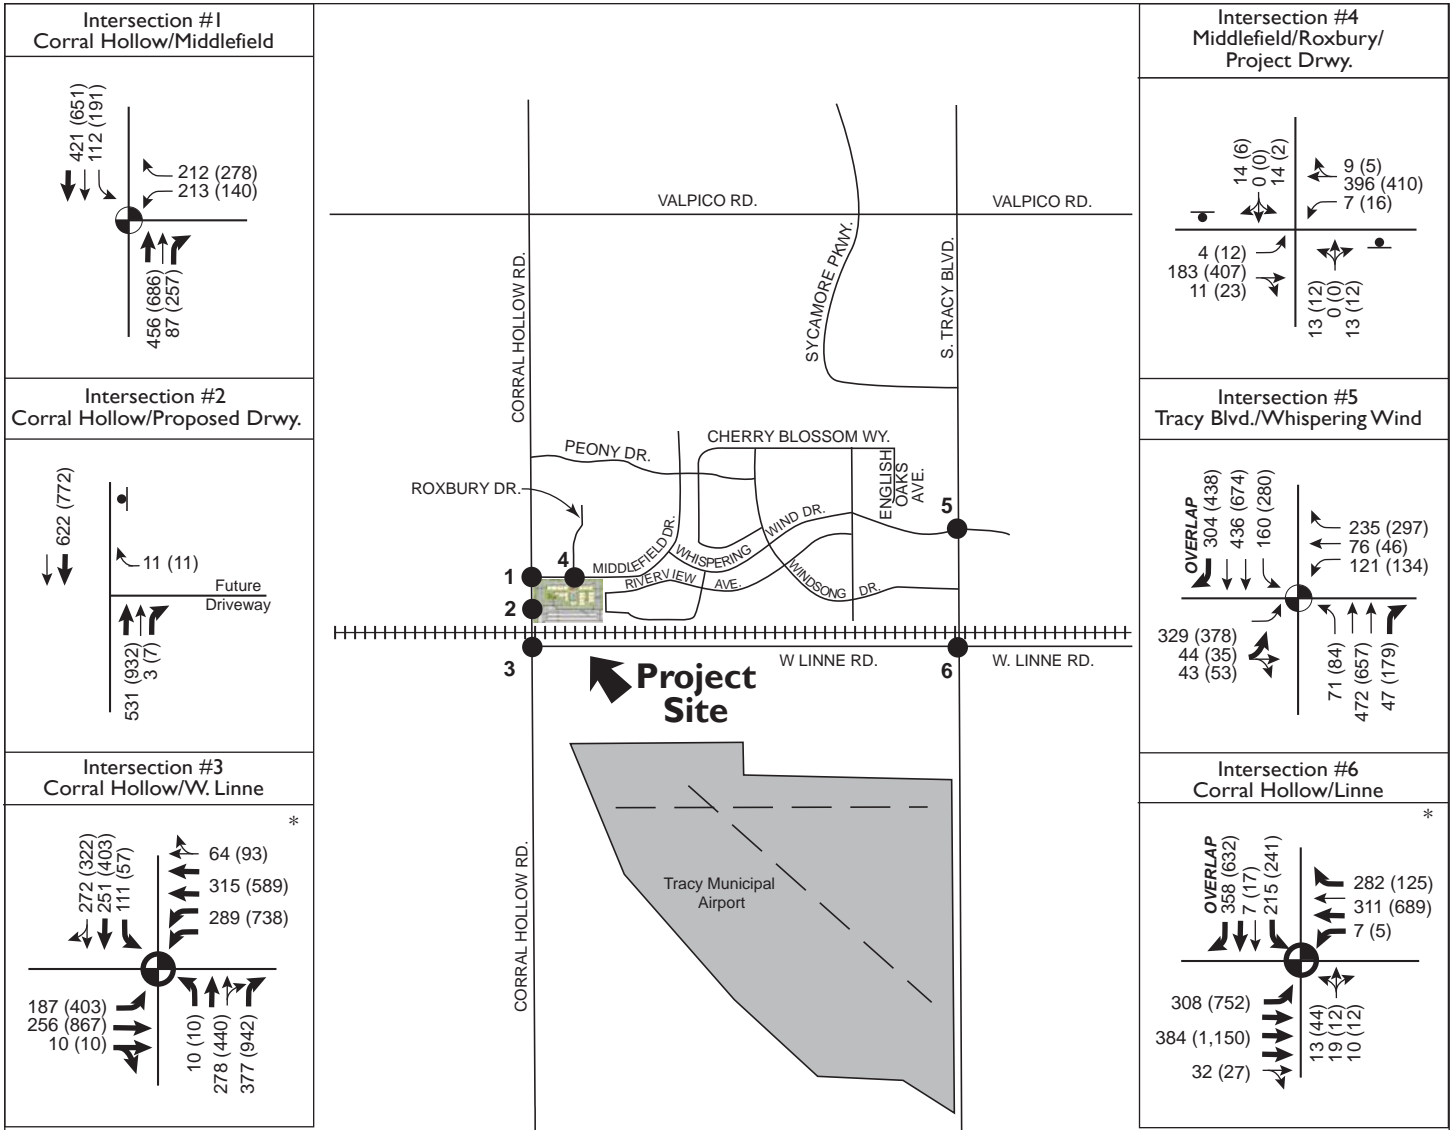 Intersection #1
Corral Hollow/Middlefield
421 (651)
112 (191)
212 (278)
213 (140)
456 (686)
87 (257)
Intersection #2
Corral Hollow/Proposed Drwy.
622 (772)
11 (11)
Future
Driveway
531 (932)
3 (7)
Intersection #3
Corral Hollow/W. Linne
*
272 (322)
251 (403)
111 (57)
64 (93)
315 (589)
289 (738)
187 (403)
256 (867)
10 (10)
10 (10)
278 (440)
377 (942)
VALPICO RD.
VALPICO RD.
CORRAL HOLLOW RD.
SYCAMORE PKWY.
S. TRACY BLVD.
PEONY DR.
CHERRY BLOSSOM WY.
ENGLISH
OAKS
AVE.
ROXBURY DR.
MIDDLEFIELD DR.
WHISPERING
WIND DR.
RIVERVIEW
AVE.
WINDSONG
DR.
1
2
3
4
5
6
W LINNE RD.
W. LINNE RD.
Project
Site
CORRAL HOLLOW RD.
Tracy Municipal
Airport
Intersection #4
Middlefield/Roxbury/
Project Drwy.
14 (6)
0 (0)
14 (2)
9 (5)
396 (410)
7 (16)
4 (12)
183 (407)
11 (23)
13 (12)
0 (0)
13 (12)
Intersection #5
Tracy Blvd./Whispering Wind
OVERLAP
304 (438)
436 (674)
160 (280)
235 (297)
76 (46)
121 (134)
329 (378)
44 (35)
43 (53)
71 (84)
472 (657)
47 (179)
Intersection #6
Corral Hollow/Linne
*
OVERLAP
358 (632)
7 (17)
215 (241)
282 (125)
311 (689)
7 (5)
308 (752)
384 (1,150)
32 (27)
13 (44)
19 (12)
10 (12)